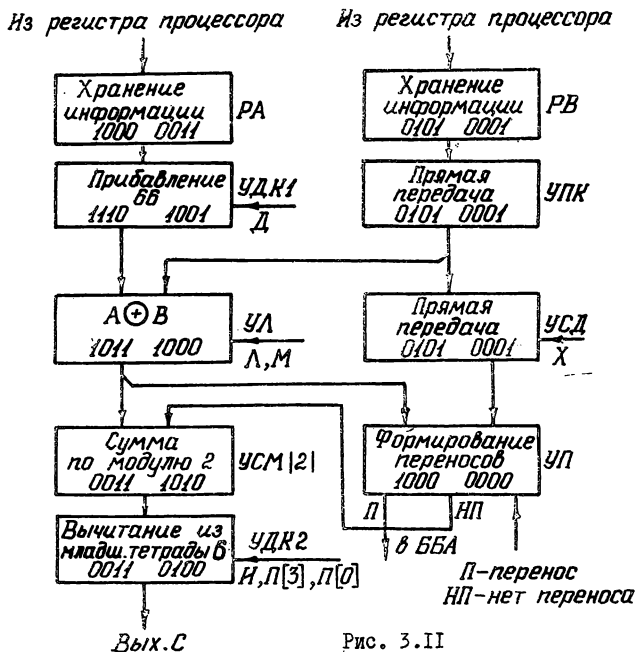 Из регистра процессора
Из регистра процессора
Хранение
информации
1000 0011
РА
Хранение
информации
0101 0001
РВ
Прибавление
66
1110 1001
УДК1
Д
Прямая
передача
0101 0001
УПК
А ⊕ В
1011 1000
УЛ
Л, М
Прямая
передача
0101 0001
УСД
Х
Сумма
по модулю 2
0011 1010
УСМ |2|
Формирование
переносов
1000 0000
УП
Вычитание из
младш. тетрады 6
0011 0100
УДК2
И, П[3], П[0]
П
НП
в ББА
П-перенос
НП-нет переноса
Вых. С
Рис. 3.II